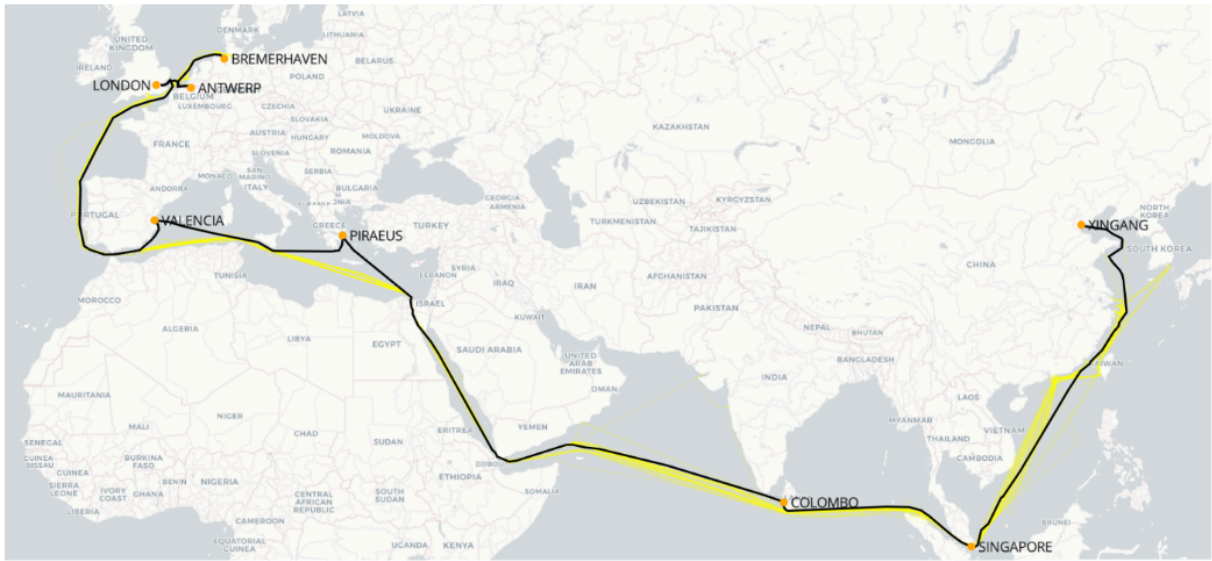 LATVIA
DENMARK
LITHUANIA
UNITED
KINGDOM
IRELAND
BREMERHAVEN
BELARUS
POLAND
LONDON
ANTWERP
BELGIUM
LUXEMBOURG
CZECHIA
UKRAINE
SLOVAKIA
KAZAKHSTAN
AUSTRIA
HUNGARY
MOLDOVA
MONGOLIA
FRANCE
SLOVENIA
ROMANIA
SAN
MARINO
MONACO
SERBIA
ITALY
ANDORRA
BULGARIA
GEORGIA
ARMENIA
UZBEKISTAN
KYRGYZSTAN
NORTH
KOREA
PORTUGAL
VALENCIA
GREECE
TURKEY
TURKMENISTAN
TAJIKISTAN
XINGANG
PIRAEUS
SOUTH KOREA
TUNISIA
SYRIA
LEBANON
CHINA
IRAQ
IRAN
AFGHANISTAN
MOROCCO
ISRAEL
PAKISTAN
KUWAIT
NEPAL
BHUTAN
ALGERIA
LIBYA
EGYPT
SAUDI ARABIA
UNITED
ARAB
EMIRATES
BANGLADESH
TAIWAN
INDIA
OMAN
MAURITANIA
LAOS
MYANMAR
NIGER
MALI
CHAD
SUDAN
ERITREA
YEMEN
VIETNAM
THAILAND
SENEGAL
CAMBODIA
GUINEA-
BISSAU
BURKINA
FASO
DJIBOU
GUINEA
BENIN
NIGERIA
ETHIOPIA
SIERRA
LEONE
IVORY
COAST
GHANA
CENTRAL
AFRICAN
REPUBLIC
SOUTH
SUDAN
SOMALIA
COLOMBO
LIBERIA
CAMEROON
BRUNEI
EQUATORIAL
GUINEA
UGANDA
KENYA
SINGAPORE